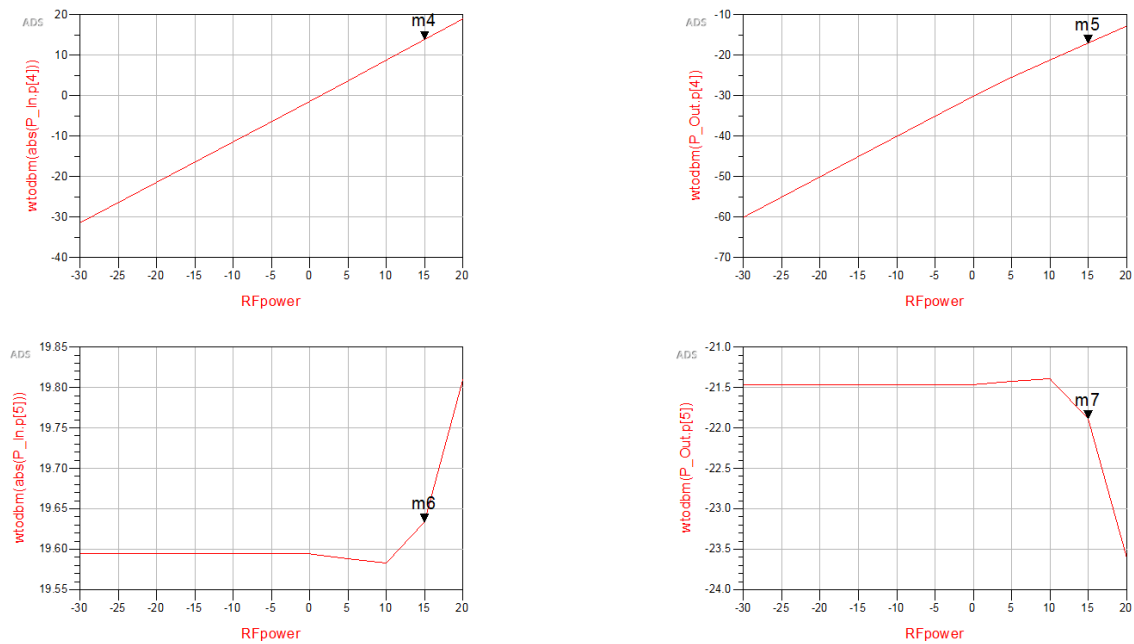 ADS
wtodbm(abs(P_In.p[4]))
20
10
0
-10
-20
-30
-40
m4
-30 -25 -20 -15 -10 -5 0 5 10 15 20
RFpower
ADS
wtodbm(P_Out.p[4])
-10
-20
-30
-40
-50
-60
-70
m5
-30 -25 -20 -15 -10 -5 0 5 10 15 20
RFpower
ADS
wtodbm(abs(P_In.p[5]))
19.85
19.80
19.75
19.70
19.65
19.60
19.55
m6
-30 -25 -20 -15 -10 -5 0 5 10 15 20
RFpower
ADS
wtodbm(P_Out.p[5])
-21.0
-21.5
-22.0
-22.5
-23.0
-23.5
-24.0
m7
-30 -25 -20 -15 -10 -5 0 5 10 15 20
RFpower